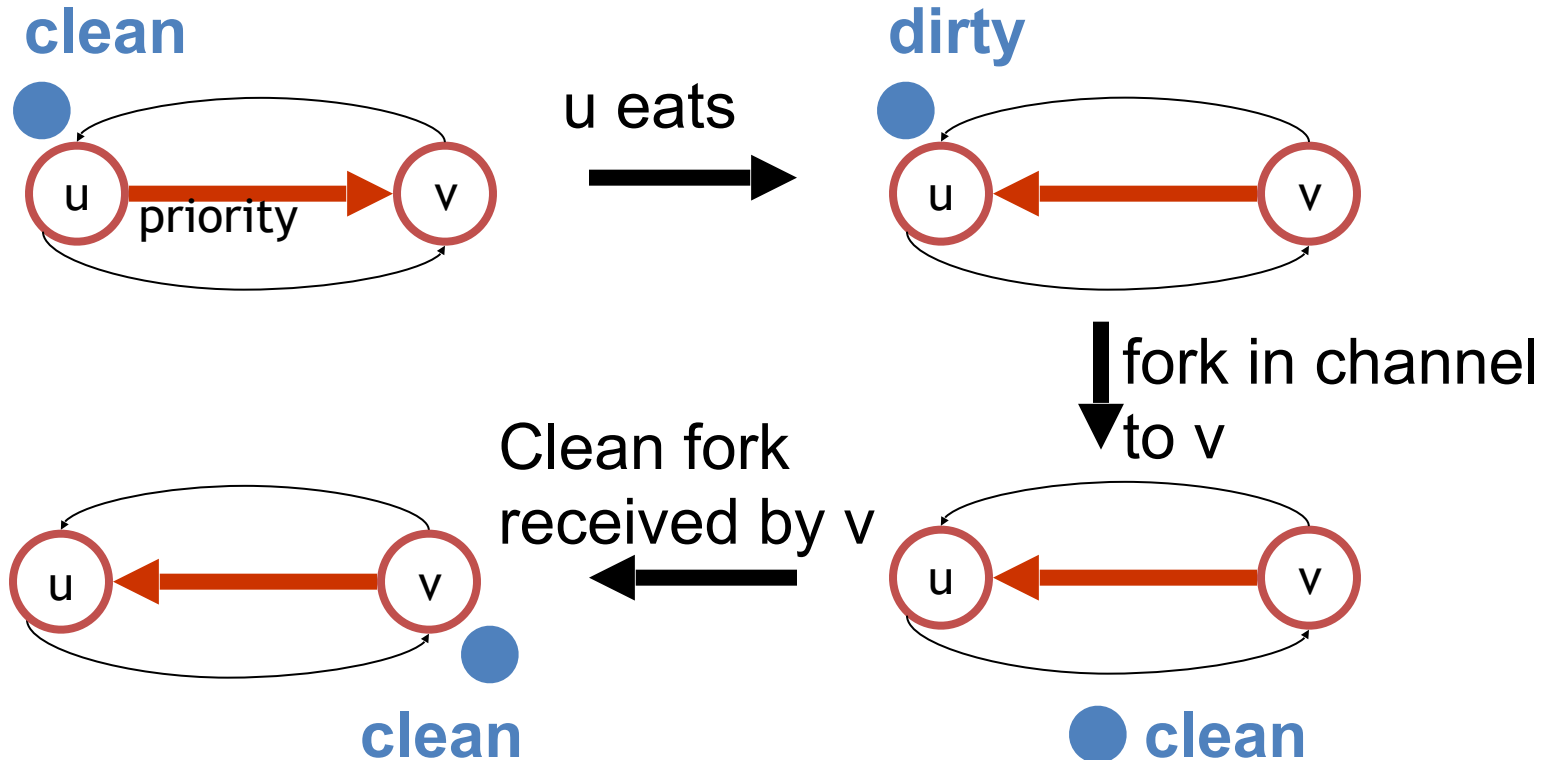 clean
dirty
u eats
u
v
priority
u
v
fork in channel
to v
Clean fork
received by v
u
v
u
v
clean
clean